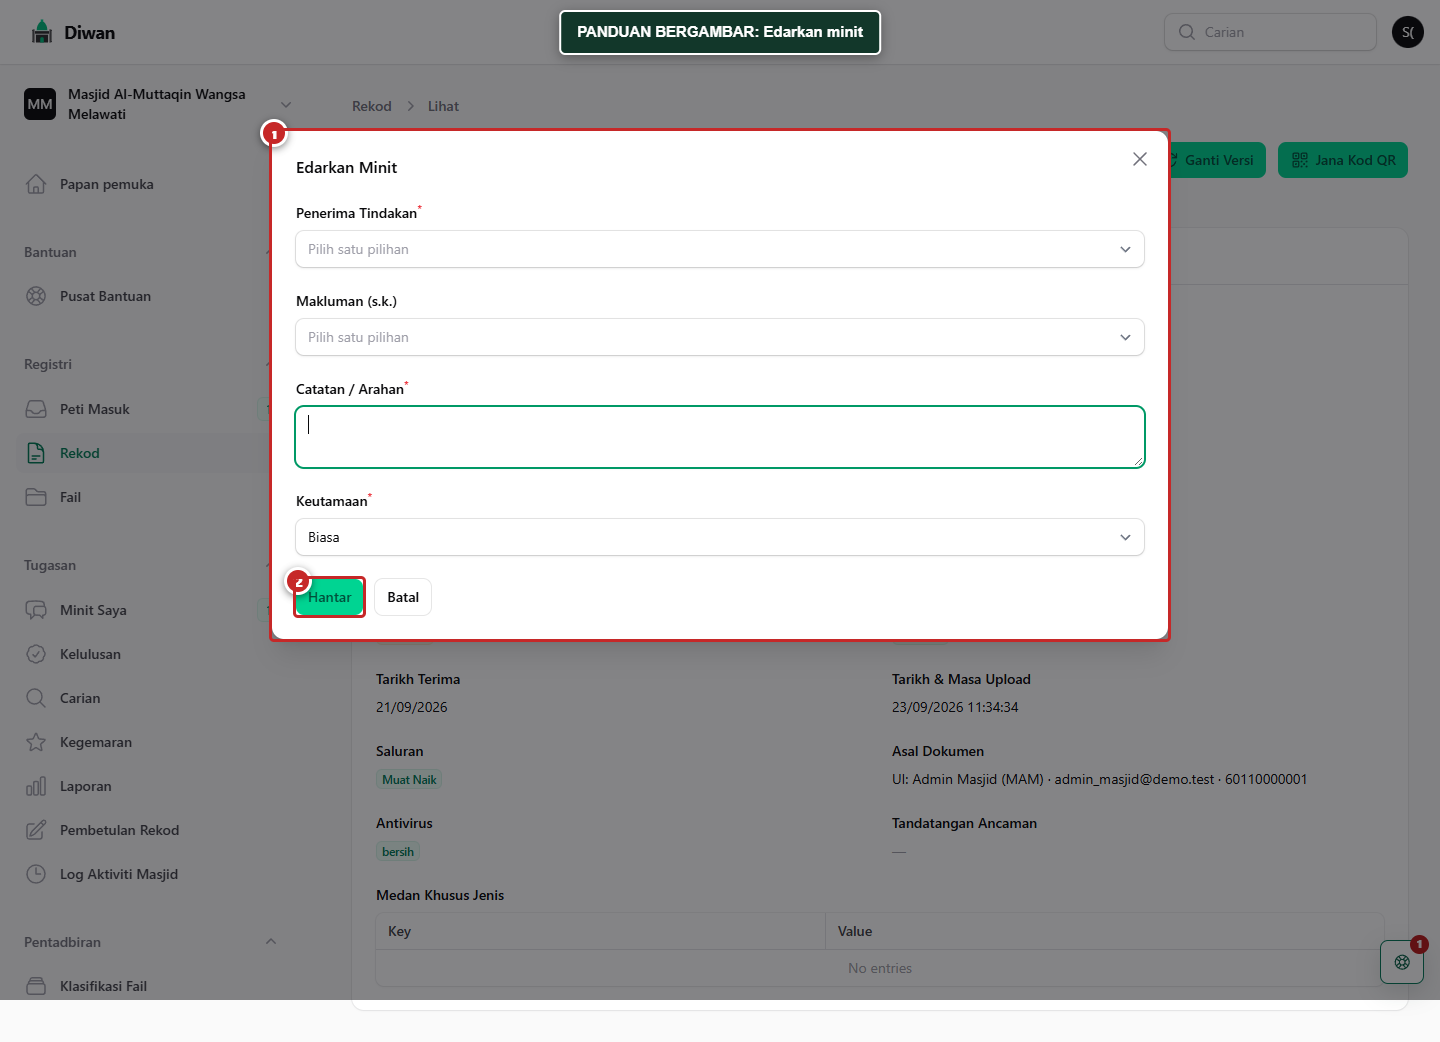 Diwan
PANDUAN BERGAMBAR: Edarkan minit
Carian
S(
MM
Masjid Al-Muttaqin Wangsa
Melawati
Rekod
Lihat
Ganti Versi
Jana Kod QR
Papan pemuka
Bantuan
Pusat Bantuan
Registri
Peti Masuk
Rekod
Fail
Tugasan
Minit Saya
Kelulusan
Carian
Kegemaran
Laporan
Pembetulan Rekod
Log Aktiviti Masjid
Pentadbiran
Klasifikasi Fail
1
Edarkan Minit
Penerima Tindakan*
Pilih satu pilihan
Makluman (s.k.)
Pilih satu pilihan
Catatan / Arahan*
Keutamaan*
Biasa
2
Hantar
Batal
Tarikh Terima
21/09/2026
Tarikh & Masa Upload
23/09/2026 11:34:34
Saluran
Muat Naik
Asal Dokumen
UI: Admin Masjid (MAM) · admin_masjid@demo.test · 60110000001
Antivirus
bersih
Tandatangan Ancaman
—
Medan Khusus Jenis
Key
Value
No entries
1